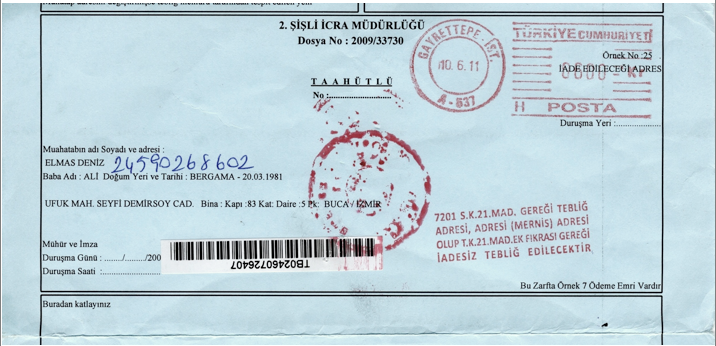 2. ŞİŞLİ İCRA MÜDÜRLÜĞÜ
Dosya No : 2009/33730
GAYRETTEPE - İST.
10.6.11
A - 637
TÜRKİYE CUMHURİYETİ
0000 KT
H POSTA
Örnek No :25
İADE EDİLECEĞİ ADRES
T A A H Ü T L Ü
No :............................
Duruşma Yeri :................
Muahatabın adı Soyadı ve adresi :
ELMAS DENİZ 24590268602
Baba Adı : ALİ Doğum Yeri ve Tarihi : BERGAMA - 20.03.1981
UFUK MAH. SEYFİ DEMİRSOY CAD. Bina : Kapı :83 Kat: Daire :5 Pk: BUCA / İZMİR
7201 S.K.21.MAD. GEREĞİ TEBLİĞ
ADRESİ, ADRESİ (MERNİS) ADRESİ
OLUP T.K.21.MAD.EK FIKRASI GEREĞİ
İADESİZ TEBLİĞ EDİLECEKTİR
Mühür ve İmza
Duruşma Günü : ......../......../200
Duruşma Saati :.....................
TB02460726407
Bu Zarfta Örnek 7 Ödeme Emri Vardır
Buradan katlayınız